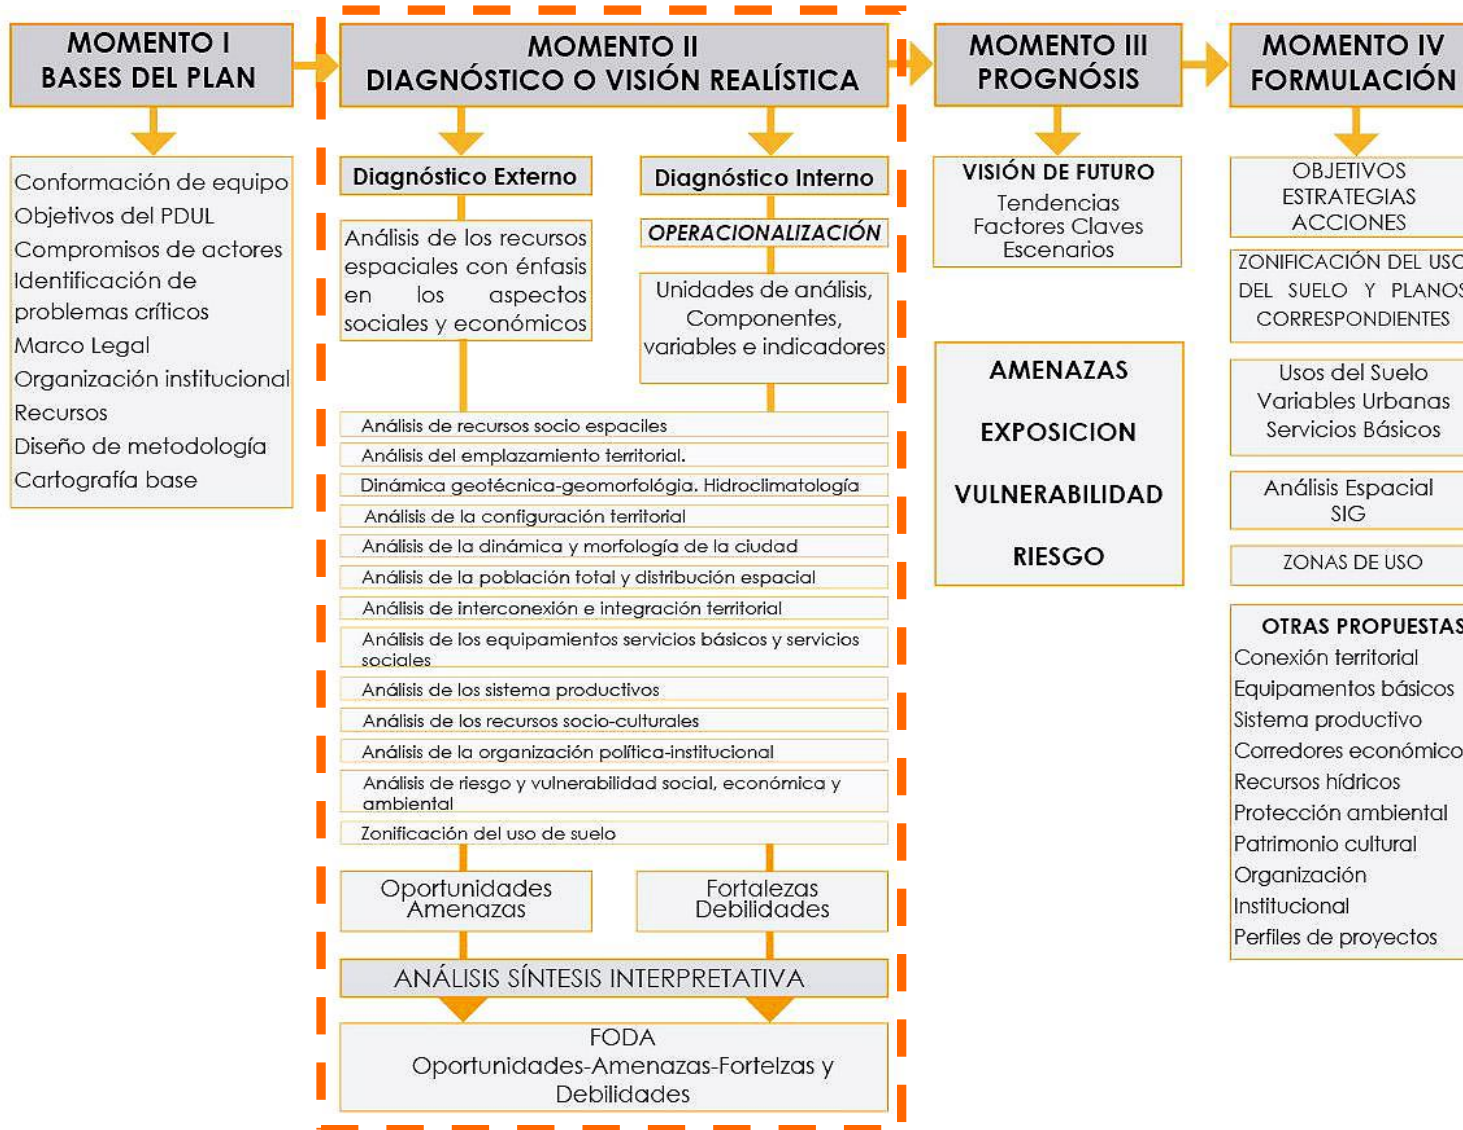 MOMENTO I
BASES DEL PLAN
Conformación de equipo
Objetivos del PDUL
Compromisos de actores
Identificación de
problemas críticos
Marco Legal
Organización institucional
Recursos
Diseño de metodología
Cartografía base
MOMENTO II
DIAGNÓSTICO O VISIÓN REALÍSTICA
Diagnóstico Externo
Análisis de los recursos
espaciales con énfasis
en los aspectos
sociales y económicos
Diagnóstico Interno
OPERACIONALIZACIÓN
Unidades de análisis,
Componentes,
variables e indicadores
Análisis de recursos socio espaciles
Análisis del emplazamiento territorial.
Dinámica geotécnica-geomorfológia. Hidroclimatología
Análisis de la configuración territorial
Análisis de la dinámica y morfología de la ciudad
Análisis de la población total y distribución espacial
Análisis de interconexión e integración territorial
Análisis de los equipamientos servicios básicos y servicios
sociales
Análisis de los sistema productivos
Análisis de los recursos socio-culturales
Análisis de la organización política-institucional
Análisis de riesgo y vulnerabilidad social, económica y
ambiental
Zonificación del uso de suelo
Oportunidades
Amenazas
Fortalezas
Debilidades
ANÁLISIS SÍNTESIS INTERPRETATIVA
FODA
Oportunidades-Amenazas-Fortelzas y
Debilidades
MOMENTO III
PROGNÓSIS
VISIÓN DE FUTURO
Tendencias
Factores Claves
Escenarios
AMENAZAS
EXPOSICION
VULNERABILIDAD
RIESGO
MOMENTO IV
FORMULACIÓN
OBJETIVOS
ESTRATEGIAS
ACCIONES
ZONIFICACIÓN DEL USO
DEL SUELO Y PLANOS
CORRESPONDIENTES
Usos del Suelo
Variables Urbanas
Servicios Básicos
Análisis Espacial
SIG
ZONAS DE USO
OTRAS PROPUESTAS
Conexión territorial
Equipamentos básicos
Sistema productivo
Corredores económico
Recursos hídricos
Protección ambiental
Patrimonio cultural
Organización
Institucional
Perfiles de proyectos